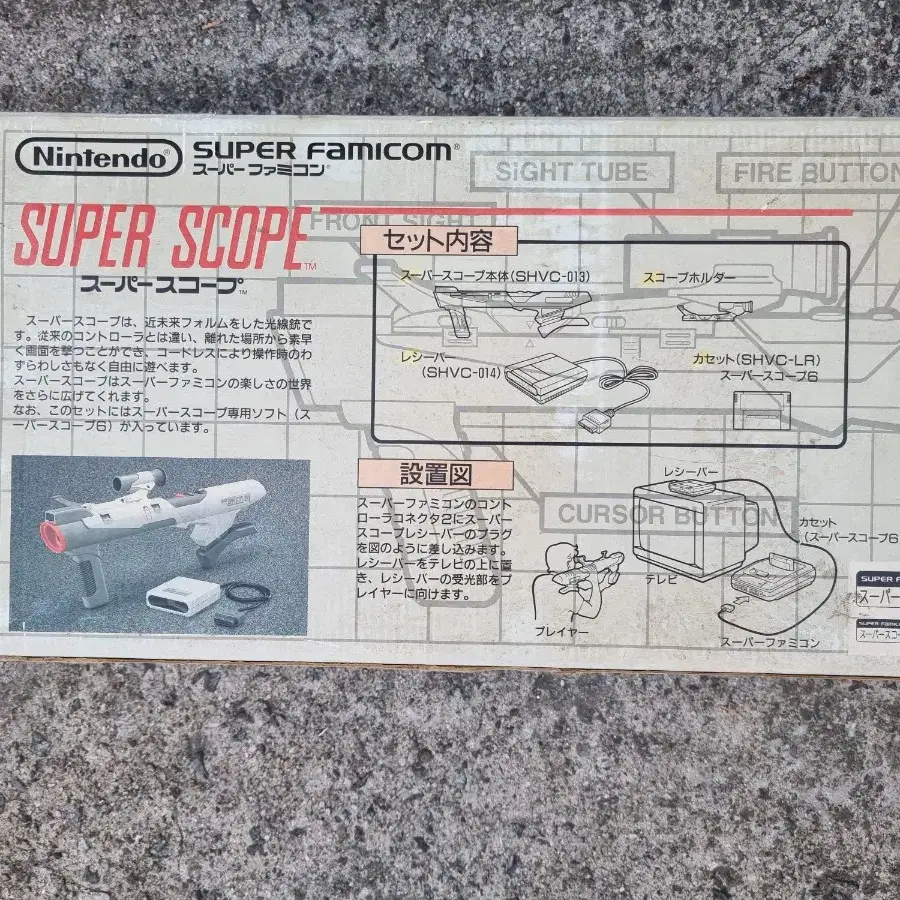 Nintendo®
SUPER FAMICOM®
スーパーファミコン®
SUPER SCOPE™
スーパースコープ™
スーパースコープは、近未来フォルムをした光線銃で
す。従来のコントローラとは違い、離れた場所から素早
く画面を撃つことができ、コードレスにより操作時のわ
ずらわしさもなく自由に遊べます。
スーパースコープはスーパーファミコンの楽しさの世界
をさらに広げてくれます。
なお、このセットにはスーパースコープ専用ソフト(ス
ーパースコープ6)が入っています。
SIGHT TUBE
FIRE BUTTON
FRONT SIGHT
セット内容
スーパースコープ本体(SHVC-013)
スコープホルダー
レシーバー
(SHVC-014)
カセット(SHVC-LR)
スーパースコープ6
設置図
スーパーファミコンのコント
ローラコネクタ2にスーパー
スコープレシーバーのプラグ
を図のように差し込みます。
レシーバーをテレビの上に置
き、レシーバーの受光部をプ
レイヤーに向けます。
CURSOR BUTTON
レシーバー
カセット
(スーパースコープ6
テレビ
プレイヤー
スーパーファミコン
SUPER F
スーパー
SUPER FAMIC
スーパースコ